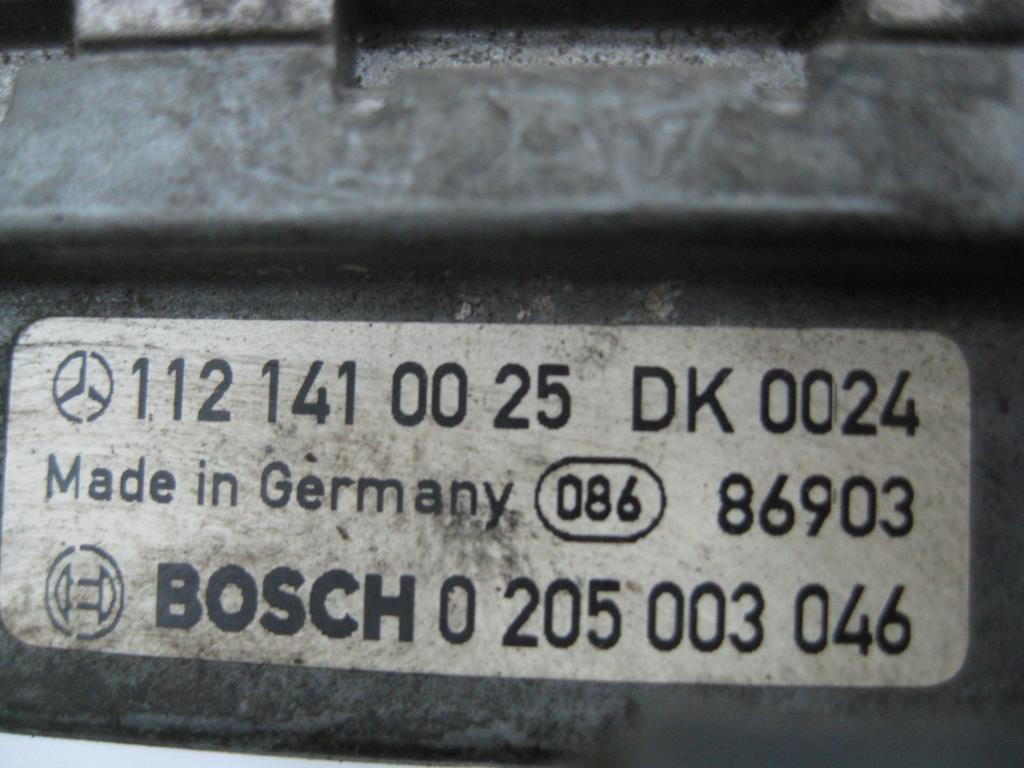 112 141 00 25 DK 0024
Made in Germany 086 86903
BOSCH 0 205 003 046